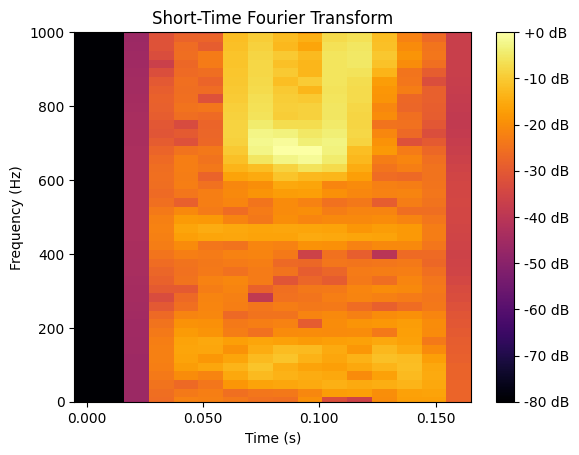 Short-Time Fourier Transform
1000
800
600
400
200
0
Frequency (Hz)
0.000
0.050
0.100
0.150
Time (s)
+0 dB
-10 dB
-20 dB
-30 dB
-40 dB
-50 dB
-60 dB
-70 dB
-80 dB